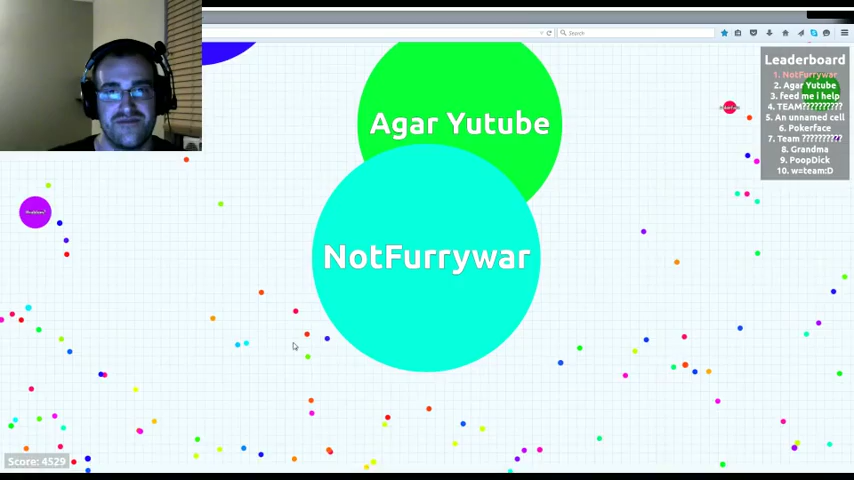 Search
Leaderboard
1. NotFurrywar
2. Agar Yutube
3. feed me i help
4. TEAM??????????
5. An unnamed cell
6. Pokerface
7. Team ?????????
8. Grandma
9. PoopDick
10. w=team:D
Agar Yutube
NotFurrywar
Score: 4529